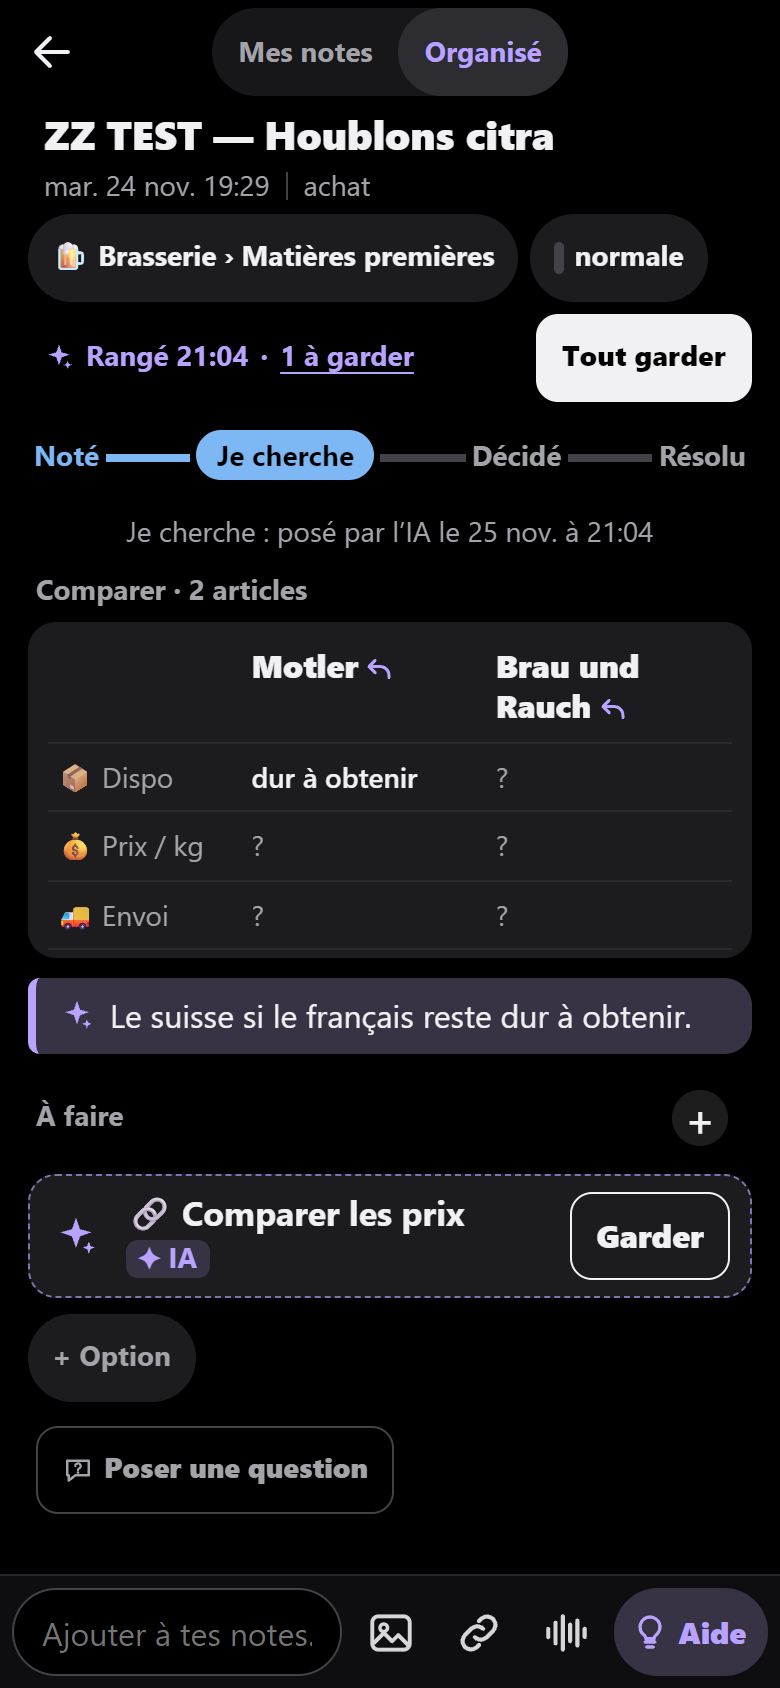 Mes notes
Organisé
ZZ TEST — Houblons citra
mar. 24 nov. 19:29 | achat
Brasserie › Matières premières
normale
Rangé 21:04 · 1 à garder
Tout garder
Noté
Je cherche
Décidé
Résolu
Je cherche : posé par l’IA le 25 nov. à 21:04
Comparer · 2 articles
Motler
Brau und
Rauch
Dispo
dur à obtenir
?
Prix / kg
?
?
Envoi
?
?
Le suisse si le français reste dur à obtenir.
À faire
+
Comparer les prix
IA
Garder
+ Option
Poser une question
Ajouter à tes notes.
Aide